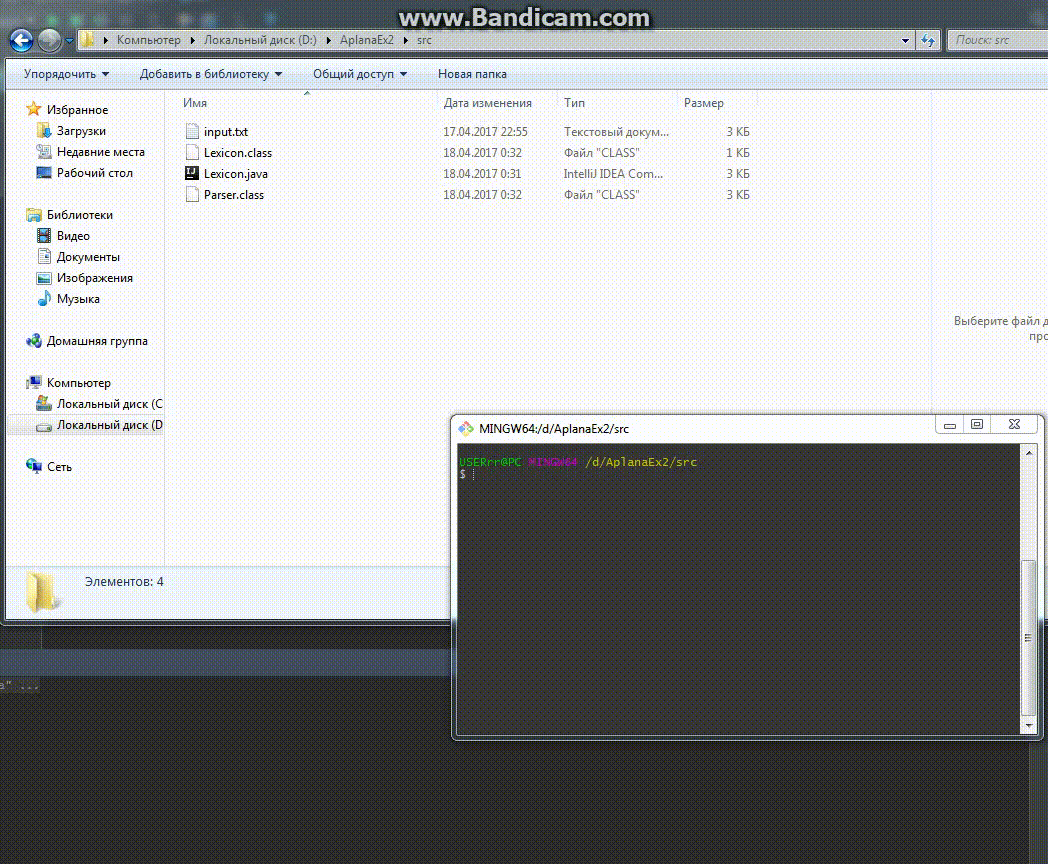 www.Bandicam.com
Компьютер Локальный диск (D:) AplanaEx2 src Поиск: src
Упорядочить Добавить в библиотеку Общий доступ Новая папка
Имя Дата изменения Тип Размер
Избранное
Загрузки
Недавние места
Рабочий стол
Библиотеки
Видео
Документы
Изображения
Музыка
Домашняя группа
Компьютер
Локальный диск (C
Локальный диск (D
Сеть
input.txt 17.04.2017 22:55 Текстовый докум... 3 КБ
Lexicon.class 18.04.2017 0:32 Файл "CLASS" 1 КБ
Lexicon.java 18.04.2017 0:31 IntelliJ IDEA Com... 3 КБ
Parser.class 18.04.2017 0:32 Файл "CLASS" 3 КБ
Выберите файл д
про
Элементов: 4
MINGW64:/d/AplanaEx2/src
USERrr@PC MINGW64 /d/AplanaEx2/src
$
а" ...